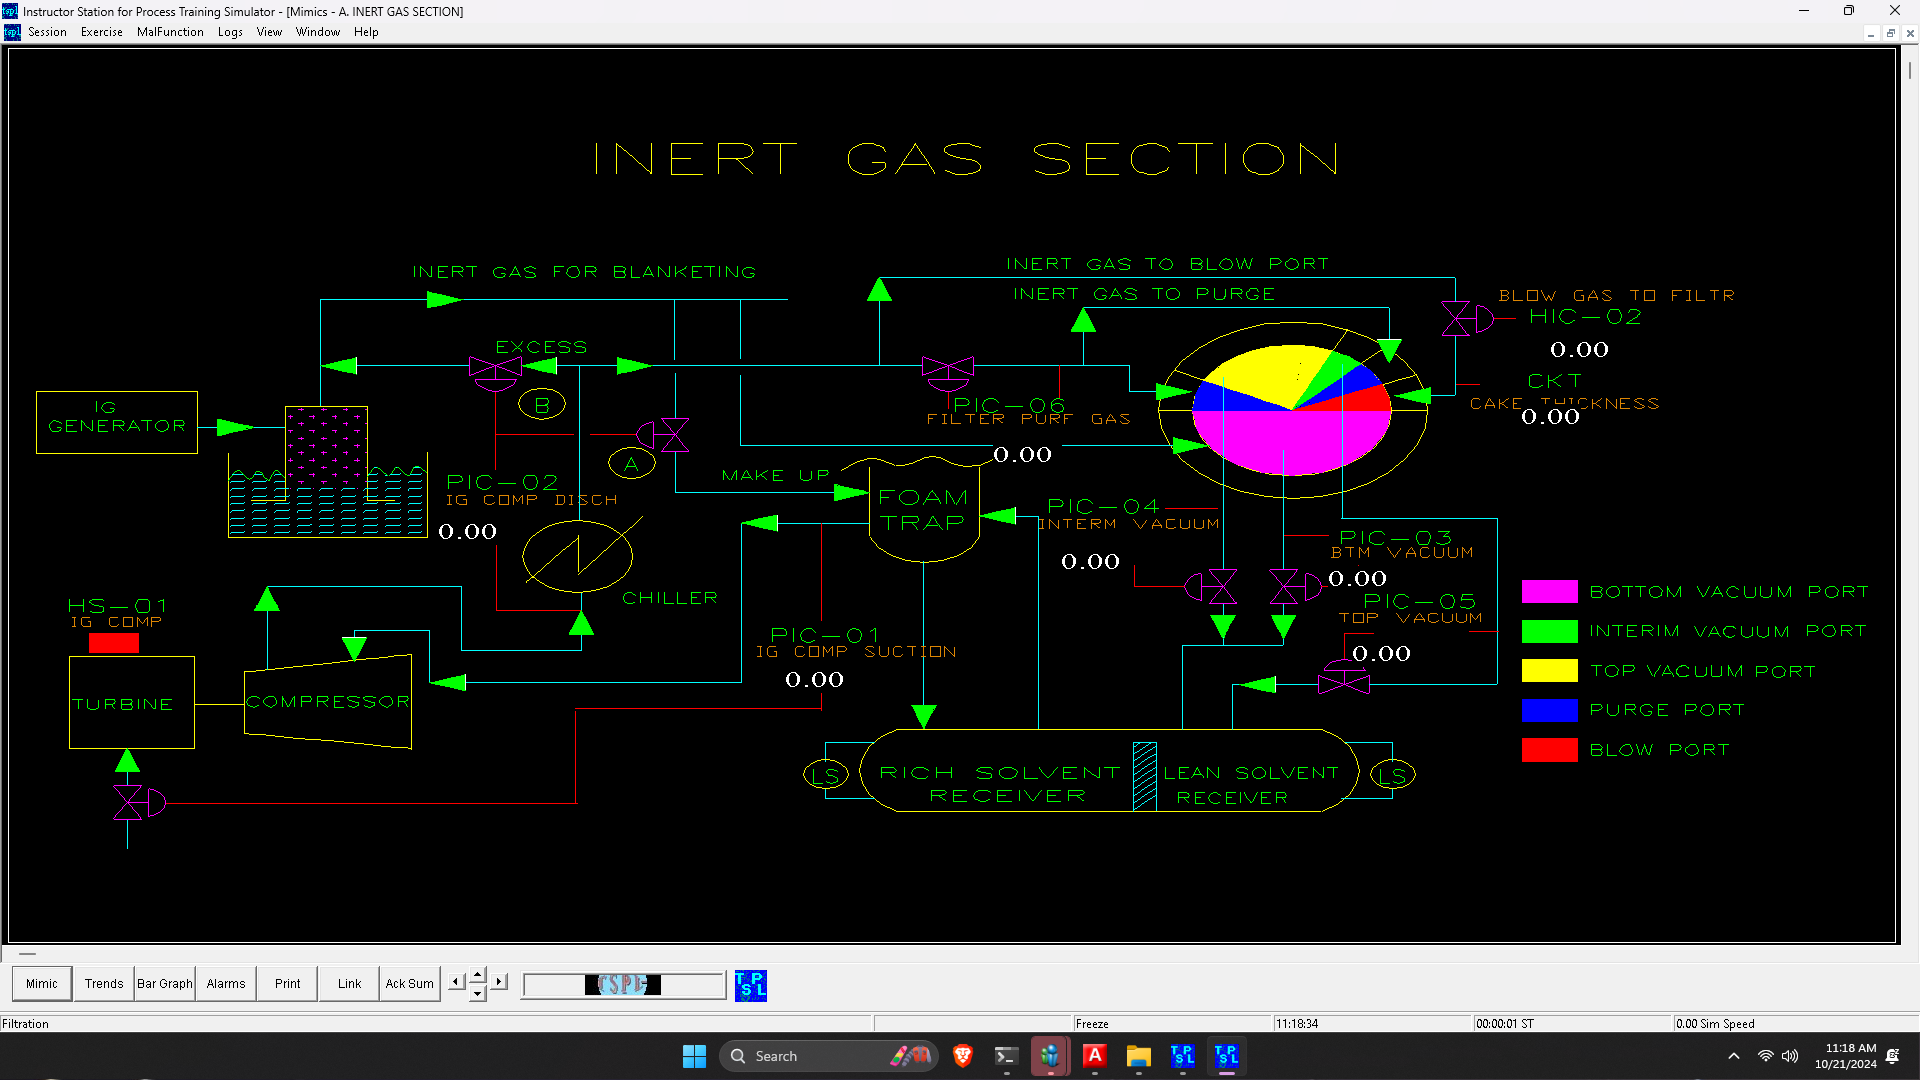 Instructor Station for Process Training Simulator - [Mimics - A. INERT GAS SECTION]
Session Exercise MalFunction Logs View Window Help
INERT GAS SECTION
INERT GAS FOR BLANKETING
INERT GAS TO BLOW PORT
INERT GAS TO PURGE
BLOW GAS TO FILTR
HIC-02
0.00
EXCESS
B
CKT
CAKE THICKNESS
0.00
IG
GENERATOR
PIC-06
FILTER PURF GAS
0.00
A
MAKE UP
PIC-02
IG COMP DISCH
0.00
FOAM
TRAP
PIC-04
INTERM VACUUM
0.00
PIC-03
BTM VACUUM
0.00
PIC-05
TOP VACUUM
0.00
CHILLER
HS-01
IG COMP
PIC-01
IG COMP SUCTION
0.00
TURBINE
COMPRESSOR
LS
RICH SOLVENT
RECEIVER
LEAN SOLVENT
RECEIVER
LS
BOTTOM VACUUM PORT
INTERIM VACUUM PORT
TOP VACUUM PORT
PURGE PORT
BLOW PORT
Mimic Trends Bar Graph Alarms Print Link Ack Sum
TSPL
TPSL
Filtration
Freeze
11:18:34
00:00:01 ST
0.00 Sim Speed
Search
11:18 AM
10/21/2024